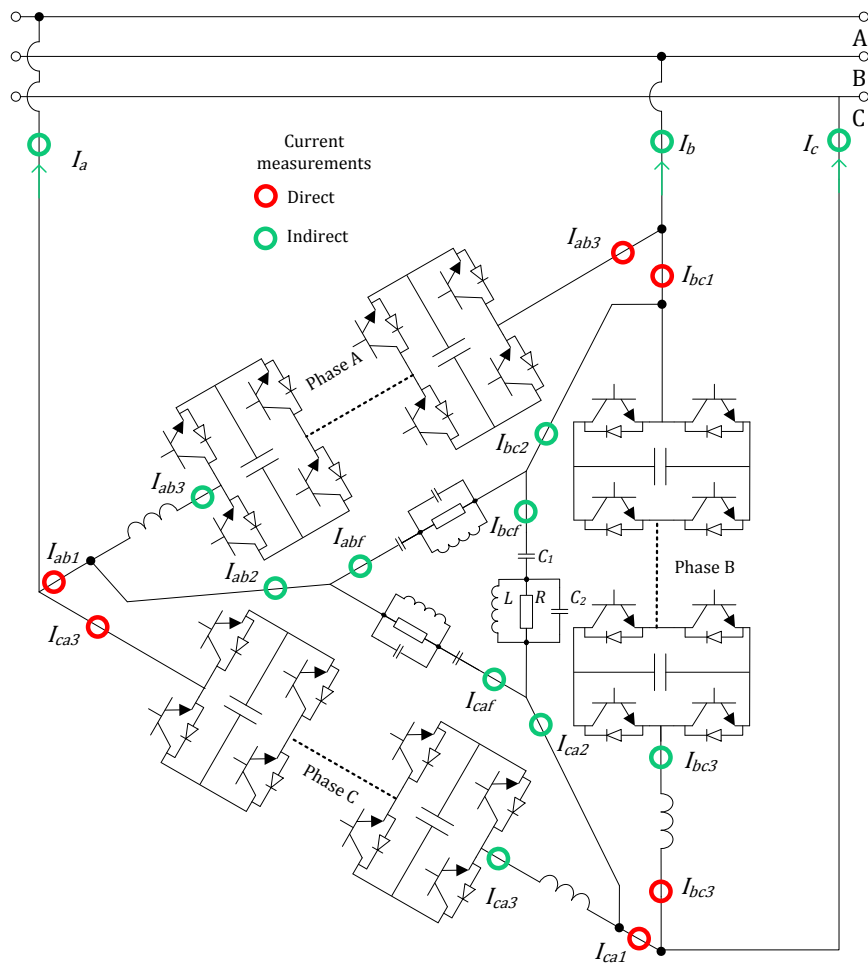 A
B
C
I_a
Current
measurements
Direct
Indirect
I_b
I_c
I_ab3
I_bc1
Phase A
I_bc2
I_ab3
I_bcf
I_abf
I_ab1
I_ab2
C_1
Phase B
L
R
C_2
I_ca3
I_caf
I_ca2
I_bc3
Phase C
I_ca3
I_bc3
I_ca1